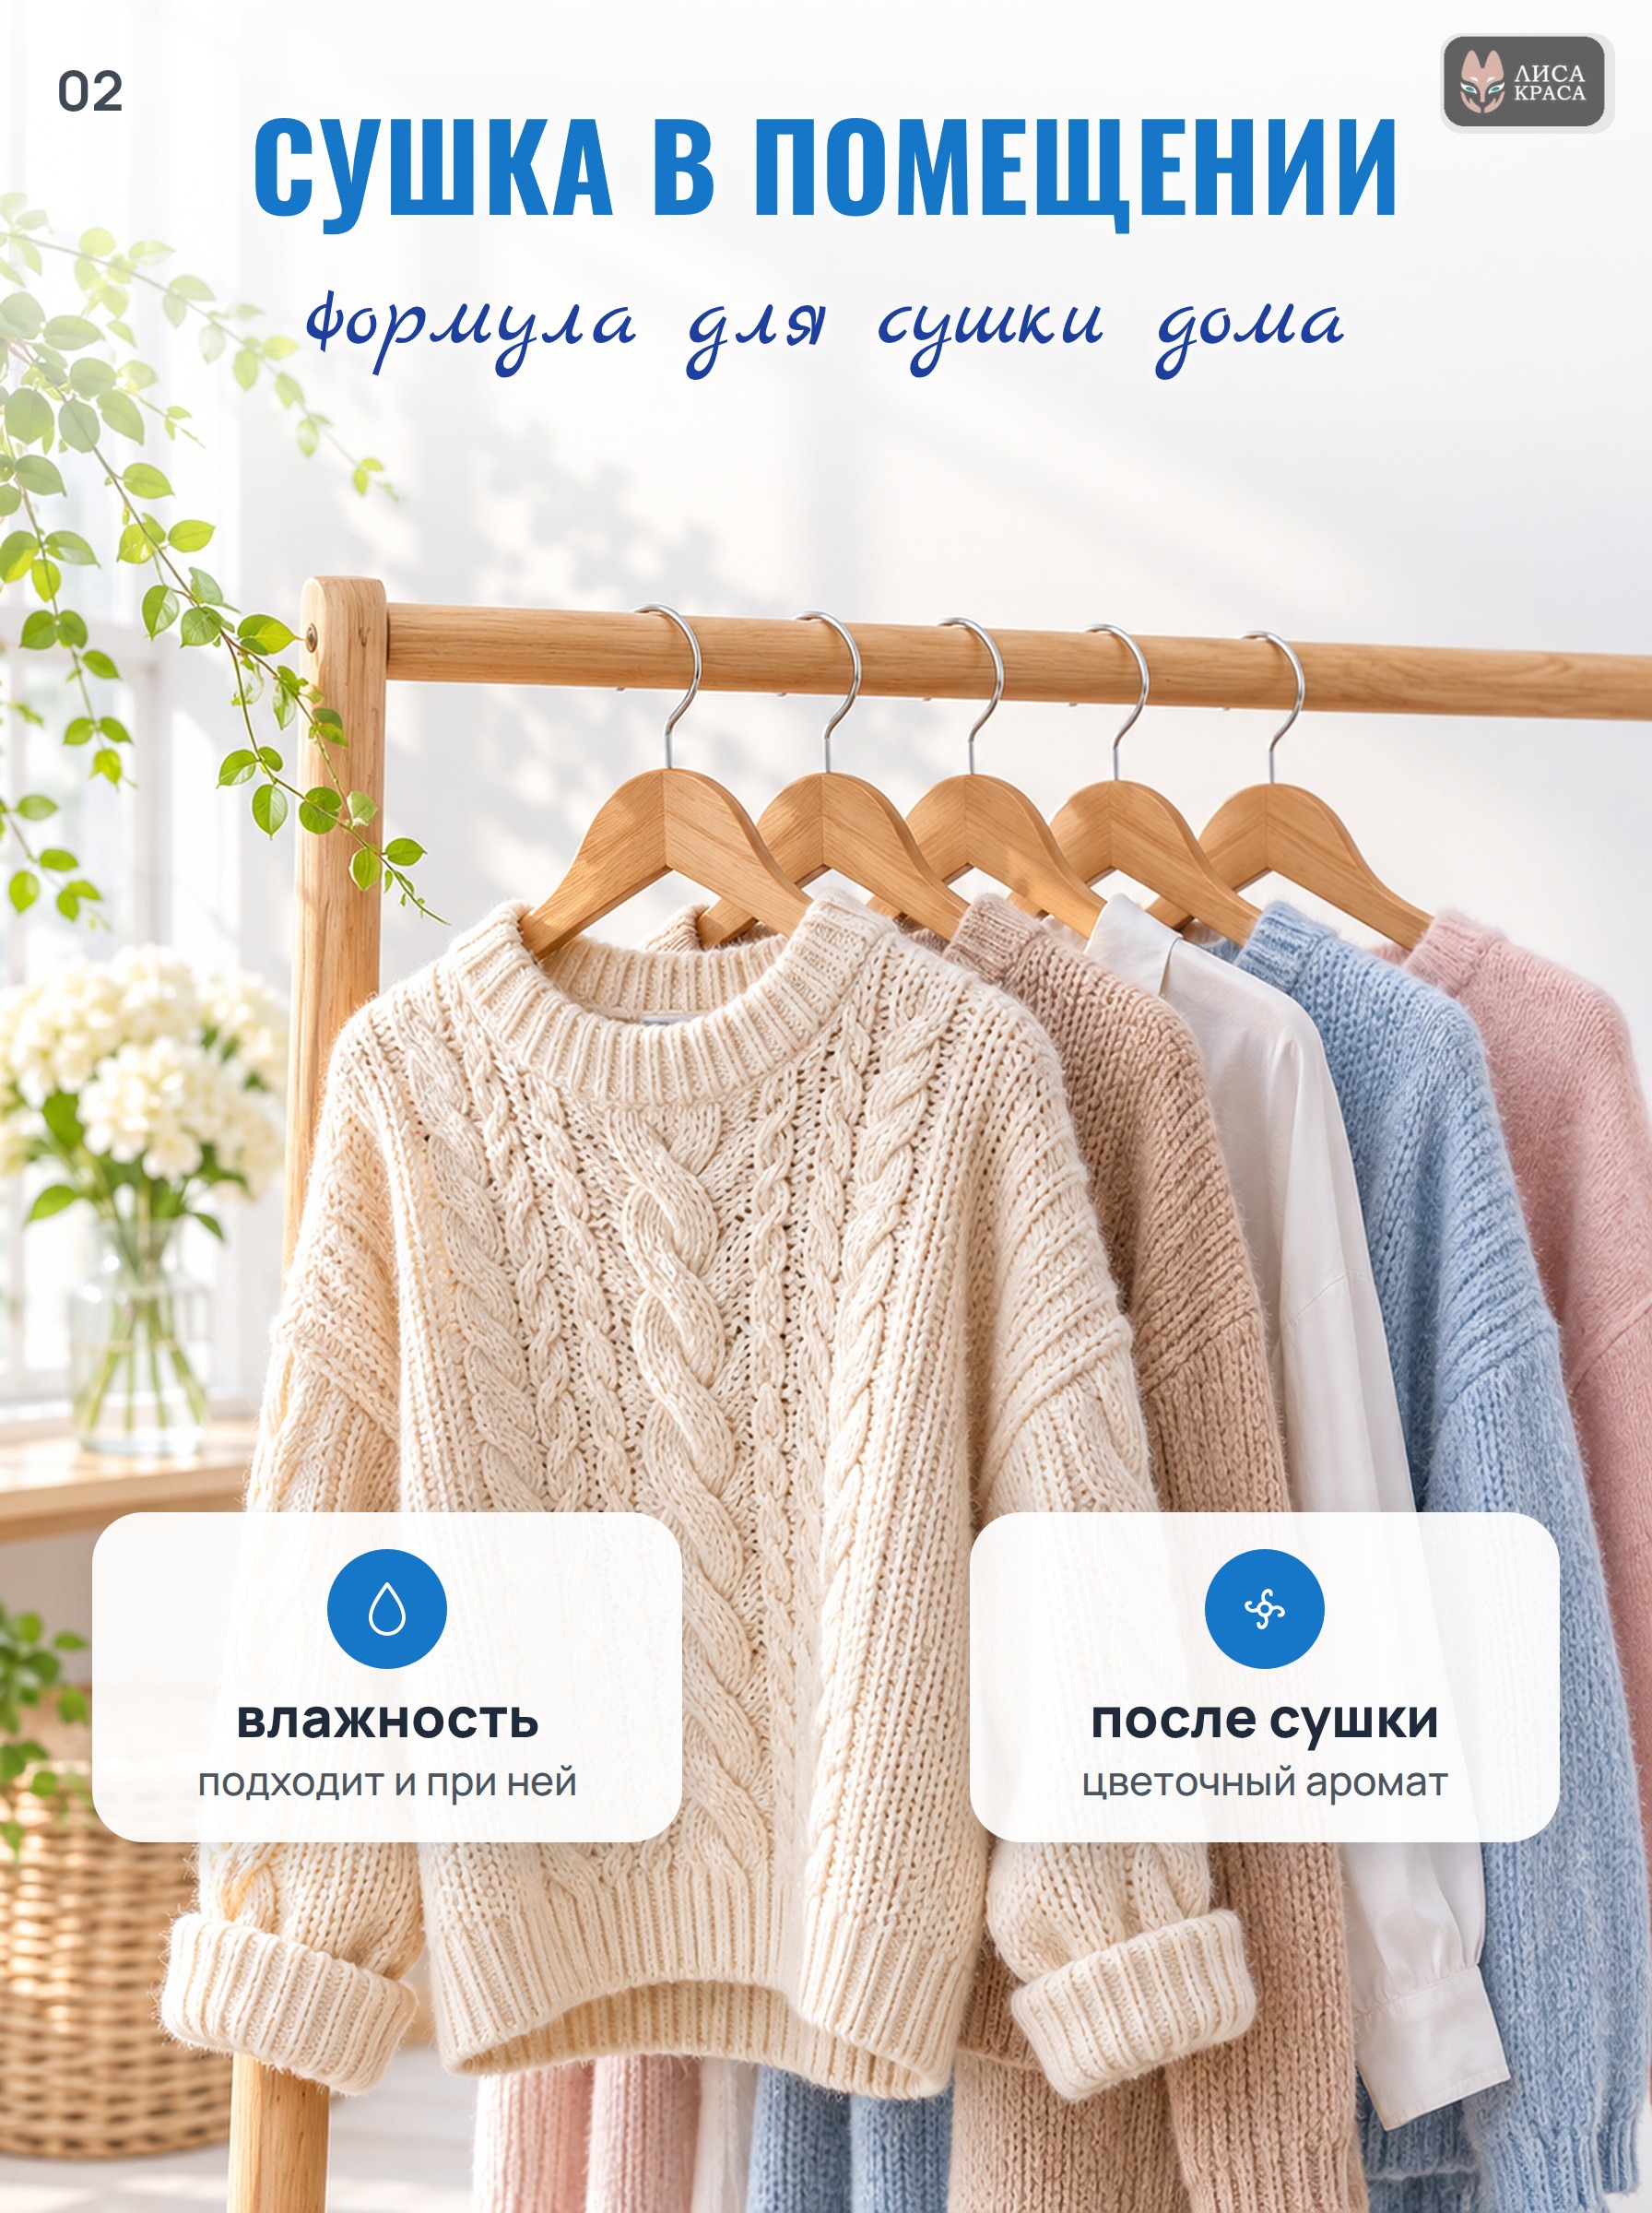 02
ЛИСА
КРАСА
СУШКА В ПОМЕЩЕНИИ
формула для сушки дома
влажность
подходит и при ней
после сушки
цветочный аромат